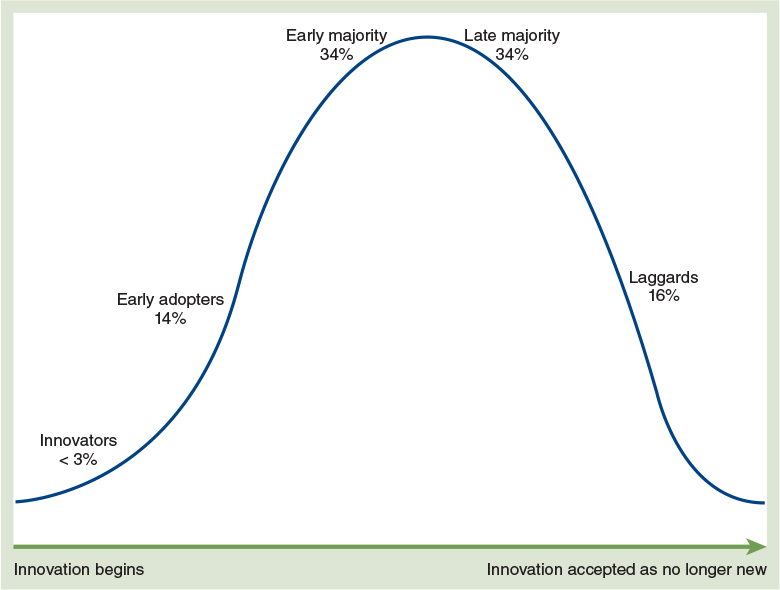 Early majority
34%
Late majority
34%
Early adopters
14%
Laggards
16%
Innovators
< 3%
Innovation begins
Innovation accepted as no longer new